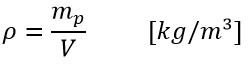 ρ = m_p / V [kg/m³]